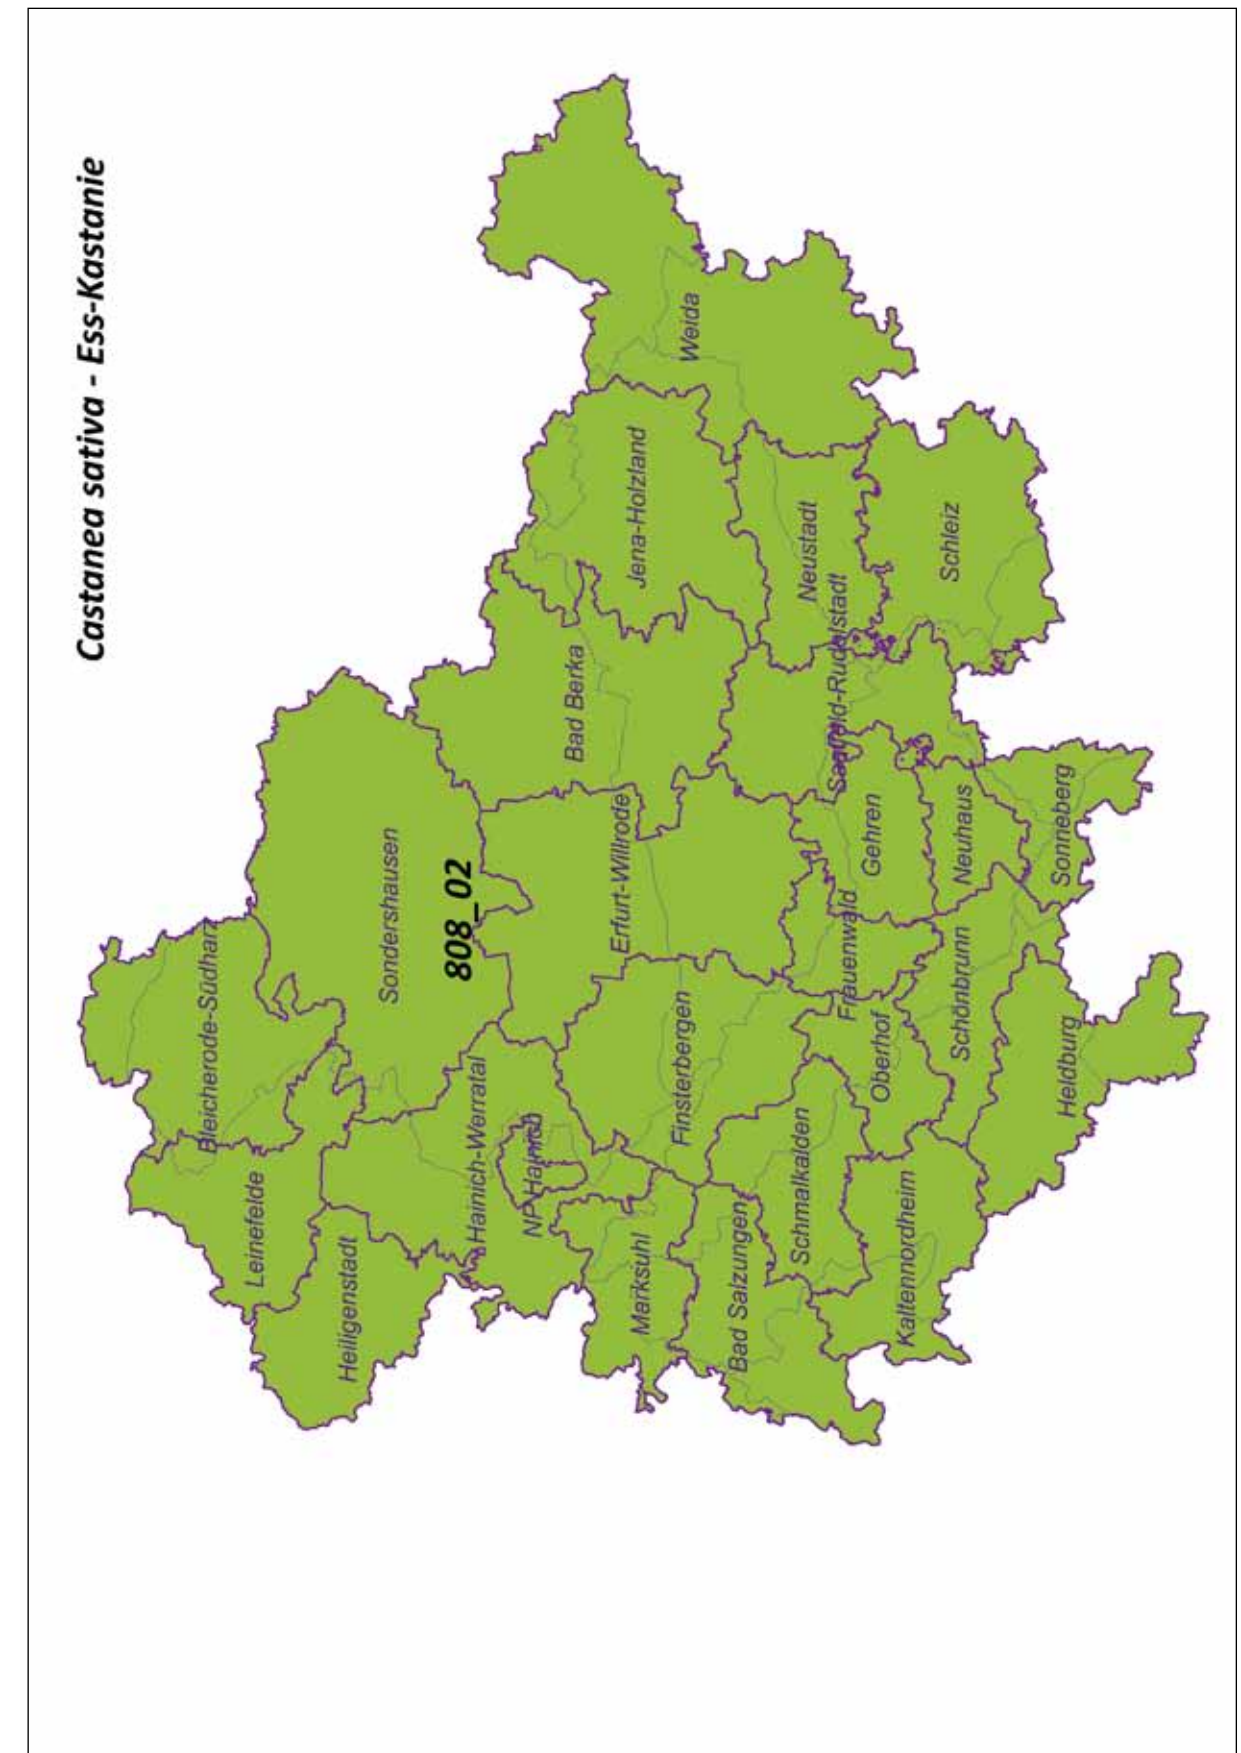 Castanea sativa - Ess-Kastanie
Bleicherode-Südharz
Leinefelde
Heiligenstadt
Sondershausen
808_02
Hainich-Werratal
NP Hainich
Bad Berka
Erfurt-Willrode
Jena-Holzland
Weida
Finsterbergen
Marksuhl
Bad Salzungen
Schmalkalden
Neustadt
Saalfeld-Rudolstadt
Frauenwald
Gehren
Oberhof
Kaltennordheim
Schleiz
Neuhaus
Schönbrunn
Sonneberg
Heldburg